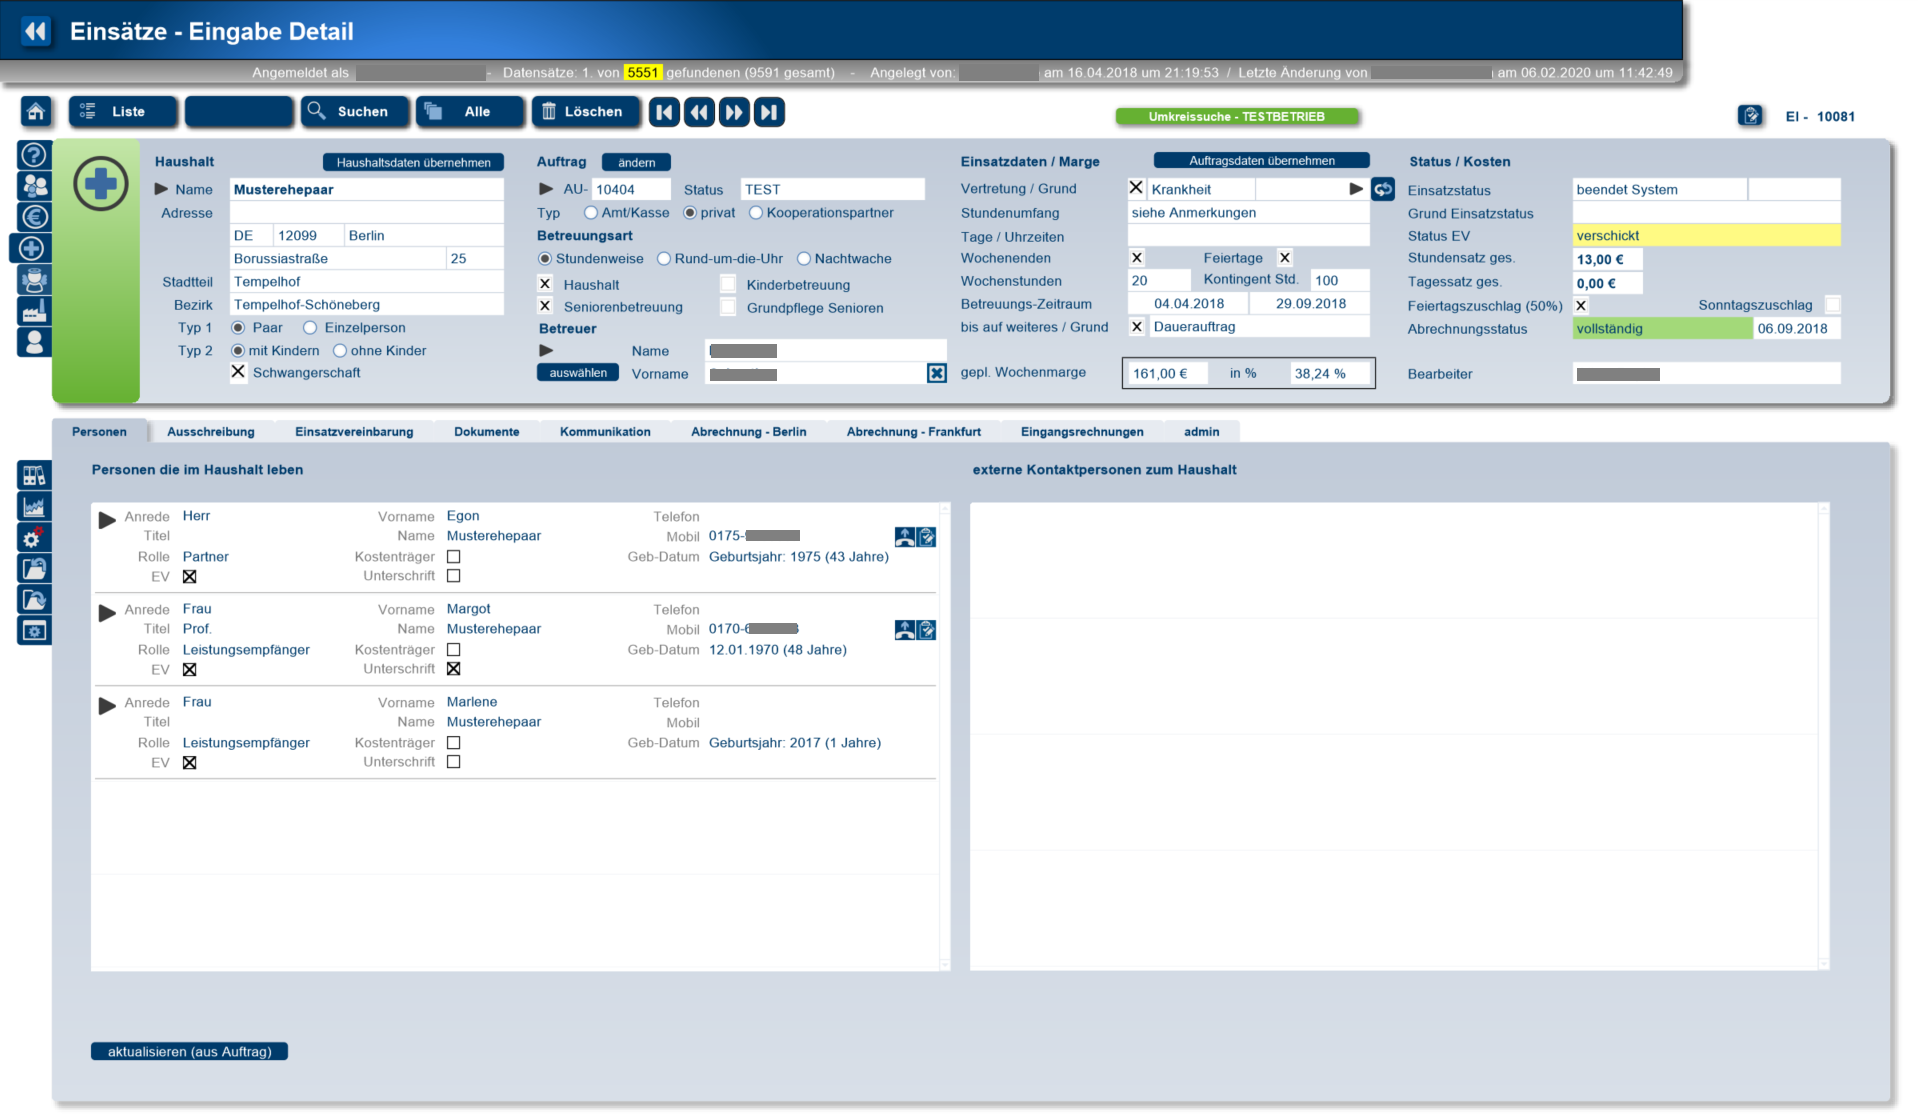 Einsätze - Eingabe Detail
Angemeldet als - Datensätze: 1. von 5551 gefundenen (9591 gesamt) - Angelegt von: am 16.04.2018 um 21:19:53 / Letzte Änderung von am 06.02.2020 um 11:42:49
Liste Suchen Alle Löschen Umkreissuche - TESTBETRIEB EI - 10081
Haushalt Haushaltsdaten übernehmen
Name Musterehepaar
Adresse
DE 12099 Berlin
Borussiastraße 25
Stadtteil Tempelhof
Bezirk Tempelhof-Schöneberg
Typ 1 Paar Einzelperson
Typ 2 mit Kindern ohne Kinder
X Schwangerschaft
Auftrag ändern
AU- 10404 Status TEST
Typ Amt/Kasse privat Kooperationspartner
Betreuungsart
Stundenweise Rund-um-die-Uhr Nachtwache
X Haushalt Kinderbetreuung
X Seniorenbetreuung Grundpflege Senioren
Betreuer
Name
auswählen Vorname
Einsatzdaten / Marge Auftragsdaten übernehmen
Vertretung / Grund X Krankheit
Stundenumfang siehe Anmerkungen
Tage / Uhrzeiten
Wochenenden X Feiertage X
Wochenstunden 20 Kontingent Std. 100
Betreuungs-Zeitraum 04.04.2018 29.09.2018
bis auf weiteres / Grund X Dauerauftrag
gepl. Wochenmarge 161,00 € in % 38,24 %
Status / Kosten
Einsatzstatus beendet System
Grund Einsatzstatus
Status EV verschickt
Stundensatz ges. 13,00 €
Tagessatz ges. 0,00 €
Feiertagszuschlag (50%) X Sonntagszuschlag
Abrechnungsstatus vollständig 06.09.2018
Bearbeiter
Personen Ausschreibung Einsatzvereinbarung Dokumente Kommunikation Abrechnung - Berlin Abrechnung - Frankfurt Eingangsrechnungen admin
Personen die im Haushalt leben
Anrede Herr Vorname Egon Telefon
Titel Name Musterehepaar Mobil 0175-
Rolle Partner Kostenträger Geb-Datum Geburtsjahr: 1975 (43 Jahre)
EV X Unterschrift
Anrede Frau Vorname Margot Telefon
Titel Prof. Name Musterehepaar Mobil 0170-
Rolle Leistungsempfänger Kostenträger Geb-Datum 12.01.1970 (48 Jahre)
EV X Unterschrift X
Anrede Frau Vorname Marlene Telefon
Titel Name Musterehepaar Mobil
Rolle Leistungsempfänger Kostenträger Geb-Datum Geburtsjahr: 2017 (1 Jahre)
EV X Unterschrift
externe Kontaktpersonen zum Haushalt
aktualisieren (aus Auftrag)